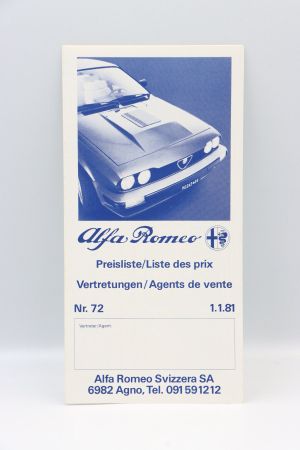 Alfa Romeo
Preisliste/Liste des prix
Vertretungen/Agents de vente
Nr. 72 1.1.81
Vertreter/Agent:
Alfa Romeo Svizzera SA
6982 Agno, Tel. 091 591212